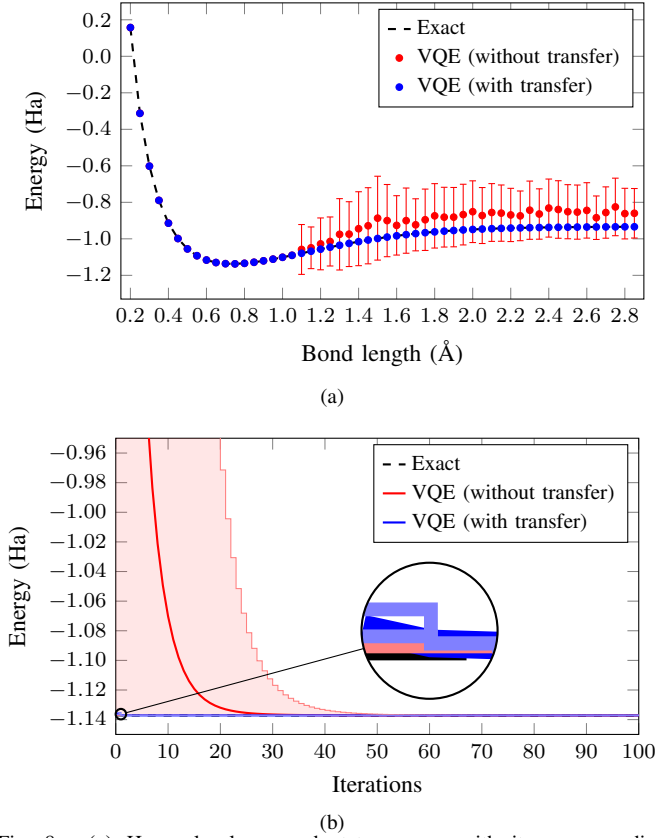 0.2
0.0
−0.2
−0.4
−0.6
−0.8
−1.0
−1.2
Energy (Ha)
Exact
VQE (without transfer)
VQE (with transfer)
0.2 0.4 0.6 0.8 1.0 1.2 1.4 1.6 1.8 2.0 2.2 2.4 2.6 2.8
Bond length (Å)
(a)
−0.96
−0.98
−1.00
−1.02
−1.04
−1.06
−1.08
−1.10
−1.12
−1.14
Energy (Ha)
Exact
VQE (without transfer)
VQE (with transfer)
0 10 20 30 40 50 60 70 80 90 100
Iterations
(b)